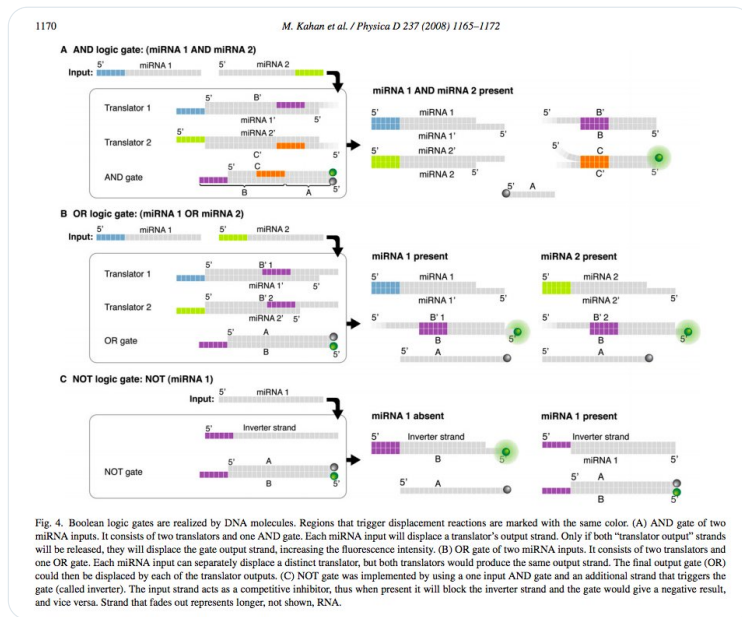 1170
M. Kahan et al. / Physica D 237 (2008) 1165–1172
A AND logic gate: (miRNA 1 AND miRNA 2)
5' miRNA 1 5' miRNA 2
Input:
miRNA 1 AND miRNA 2 present
5' B'
Translator 1
miRNA 1' 5'
5' miRNA 2'
Translator 2
C' 5'
5' C
AND gate
B A 5'
5' miRNA 1 5' B'
miRNA 1' 5' B 5'
5' miRNA 2' 5' C
miRNA 2 5' C' 5'
5' A
B OR logic gate: (miRNA 1 OR miRNA 2)
5' miRNA 1 5' miRNA 2
Input:
miRNA 1 present miRNA 2 present
5' B' 1
Translator 1
miRNA 1' 5'
5' B' 2
Translator 2
miRNA 2' 5'
5' A
OR gate
B 5'
5' miRNA 1 5' miRNA 2
miRNA 1' 5' miRNA 2' 5'
5' B' 1 5' B' 2
B 5' B 5'
5' A 5' A
C NOT logic gate: NOT (miRNA 1)
5' miRNA 1
Input:
miRNA 1 absent miRNA 1 present
5' Inverter strand
5' A
NOT gate
B 5'
5' Inverter strand 5' Inverter strand
B 5' miRNA 1 5'
5' A 5' A
B 5'
Fig. 4. Boolean logic gates are realized by DNA molecules. Regions that trigger displacement reactions are marked with the same color. (A) AND gate of two
miRNA inputs. It consists of two translators and one AND gate. Each miRNA input will displace a translator's output strand. Only if both "translator output" strands
will be released, they will displace the gate output strand, increasing the fluorescence intensity. (B) OR gate of two miRNA inputs. It consists of two translators and
one OR gate. Each miRNA input can separately displace a distinct translator, but both translators would produce the same output strand. The final output gate (OR)
could then be displaced by each of the translator outputs. (C) NOT gate was implemented by using a one input AND gate and an additional strand that triggers the
gate (called inverter). The input strand acts as a competitive inhibitor, thus when present it will block the inverter strand and the gate would give a negative result,
and vice versa. Strand that fades out represents longer, not shown, RNA.